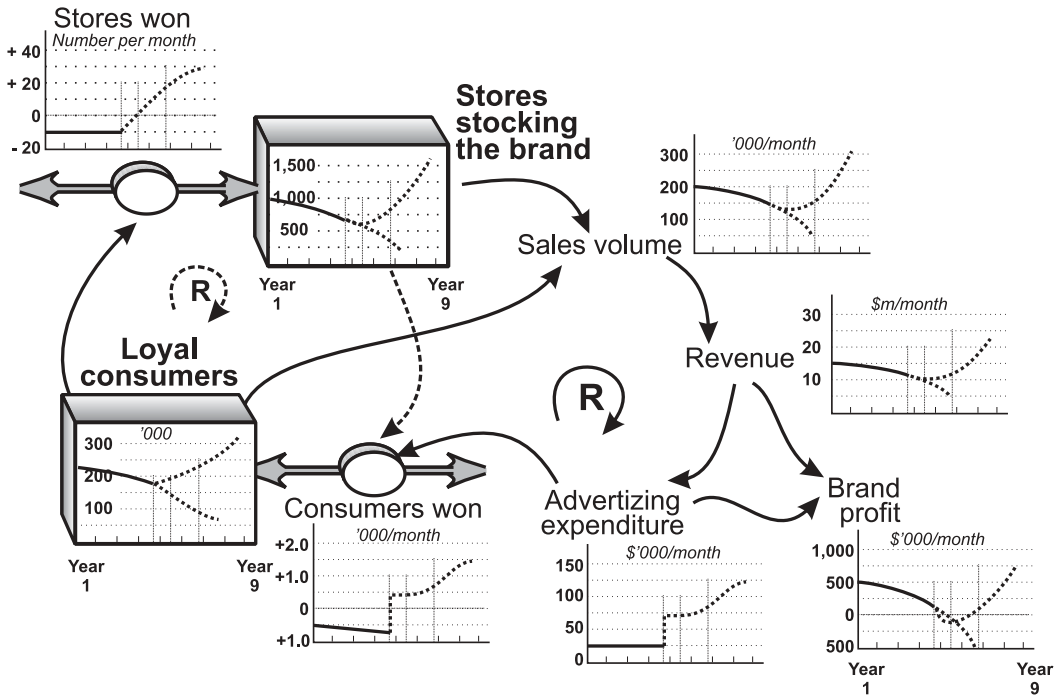 Stores won
Number per month
+ 40
+ 20
0
- 20
Stores
stocking
the brand
1,500
1,000
500
Year
1
Year
9
'000/month
300
200
100
Sales volume
R
$m/month
30
20
10
Revenue
Loyal
consumers
'000
300
200
100
Year
1
Year
9
R
Consumers won
'000/month
+2.0
+1.0
0
+1.0
Advertizing
expenditure
$'000/month
150
100
50
0
Brand
profit
$'000/month
1,000
500
0
500
Year
1
Year
9